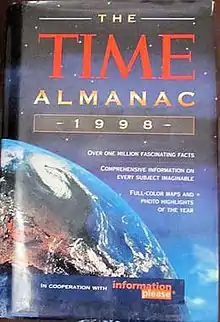 THE
TIME
ALMANAC
-1998-
OVER ONE MILLION FASCINATING FACTS
COMPREHENSIVE INFORMATION ON
EVERY SUBJECT IMAGINABLE
FULL-COLOR MAPS AND
PHOTO HIGHLIGHTS
OF THE YEAR
IN COOPERATION WITH information
please